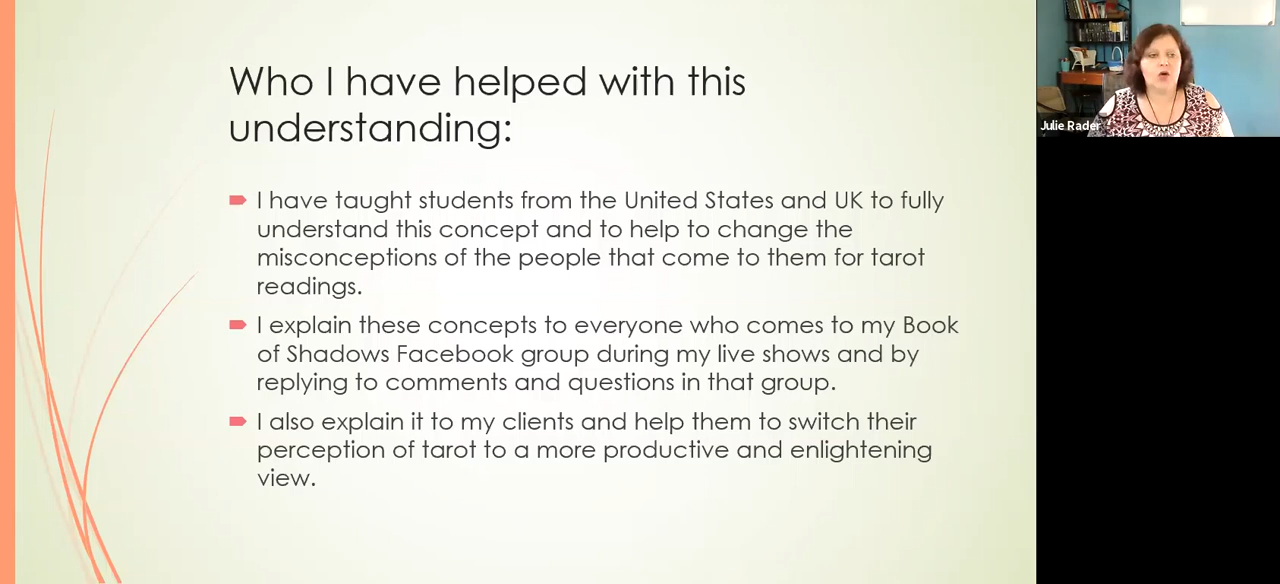 Who I have helped with this
understanding:
I have taught students from the United States and UK to fully
understand this concept and to help to change the
misconceptions of the people that come to them for tarot
readings.
I explain these concepts to everyone who comes to my Book
of Shadows Facebook group during my live shows and by
replying to comments and questions in that group.
I also explain it to my clients and help them to switch their
perception of tarot to a more productive and enlightening
view.
Julie Rader